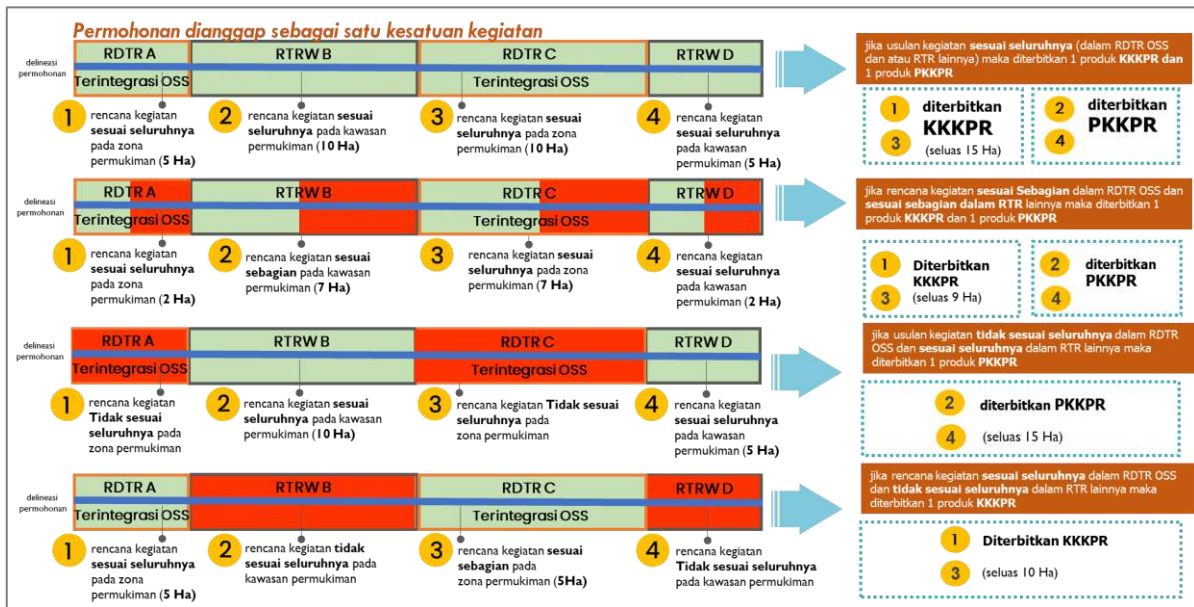 Permohonan dianggap sebagai satu kesatuan kegiatan
delineasi
permohonan
RDTR A
Terintegrasi OSS
RTRW B
RDTR C
Terintegrasi OSS
RTRW D
1
rencana kegiatan
sesuai seluruhnya
pada zona
permukiman (5 Ha)
2
rencana kegiatan sesuai
seluruhnya pada kawasan
permukiman (10 Ha)
3
rencana kegiatan sesuai
seluruhnya pada zona
permukiman (10 Ha)
4
rencana kegiatan
sesuai seluruhnya
pada kawasan
permukiman (5 Ha)
jika usulan kegiatan sesuai seluruhnya (dalam RDTR OSS
dan atau RTR lainnya) maka diterbitkan 1 produk KKKPR dan
1 produk PKKPR
1
3
diterbitkan
KKKPR
(seluas 15 Ha)
2
4
diterbitkan
PKKPR
delineasi
permohonan
RDTR A
Terintegrasi OSS
RTRW B
RDTR C
Terintegrasi OSS
RTRW D
1
rencana kegiatan
sesuai seluruhnya
pada zona
permukiman (2 Ha)
2
rencana kegiatan sesuai
sebagian pada kawasan
permukiman (7 Ha)
3
rencana kegiatan sesuai
seluruhnya pada zona
permukiman (7 Ha)
4
rencana kegiatan
sesuai seluruhnya
pada kawasan
permukiman (2 Ha)
jika rencana kegiatan sesuai Sebagian dalam RDTR OSS dan
sesuai sebagian dalam RTR lainnya maka diterbitkan 1
produk KKKPR dan 1 produk PKKPR
1
3
Diterbitkan
KKKPR
(seluas 9 Ha)
2
4
diterbitkan
PKKPR
delineasi
permohonan
RDTR A
Terintegrasi OSS
RTRW B
RDTR C
Terintegrasi OSS
RTRW D
1
rencana kegiatan
Tidak sesuai
seluruhnya pada
zona permukiman
2
rencana kegiatan sesuai
seluruhnya pada kawasan
permukiman (10 Ha)
3
rencana kegiatan Tidak sesuai
seluruhnya pada
zona permukiman
4
rencana kegiatan
sesuai seluruhnya
pada kawasan
permukiman (5 Ha)
jika usulan kegiatan tidak sesuai seluruhnya dalam RDTR
OSS dan sesuai seluruhnya dalam RTR lainnya maka
diterbitkan 1 produk PKKPR
2
4
diterbitkan PKKPR
(seluas 15 Ha)
delineasi
permohonan
RDTR A
Terintegrasi OSS
RTRW B
RDTR C
Terintegrasi OSS
RTRW D
1
rencana kegiatan
sesuai seluruhnya
pada zona
permukiman (5 Ha)
2
rencana kegiatan tidak
sesuai seluruhnya pada
kawasan permukiman
3
rencana kegiatan sesuai
sebagian pada
zona permukiman (5Ha)
4
rencana kegiatan
Tidak sesuai seluruhnya
pada kawasan permukiman
jika rencana kegiatan sesuai seluruhnya dalam RDTR OSS
dan tidak sesuai seluruhnya dalam RTR lainnya maka
diterbitkan 1 produk KKKPR
1
3
Diterbitkan KKKPR
(seluas 10 Ha)